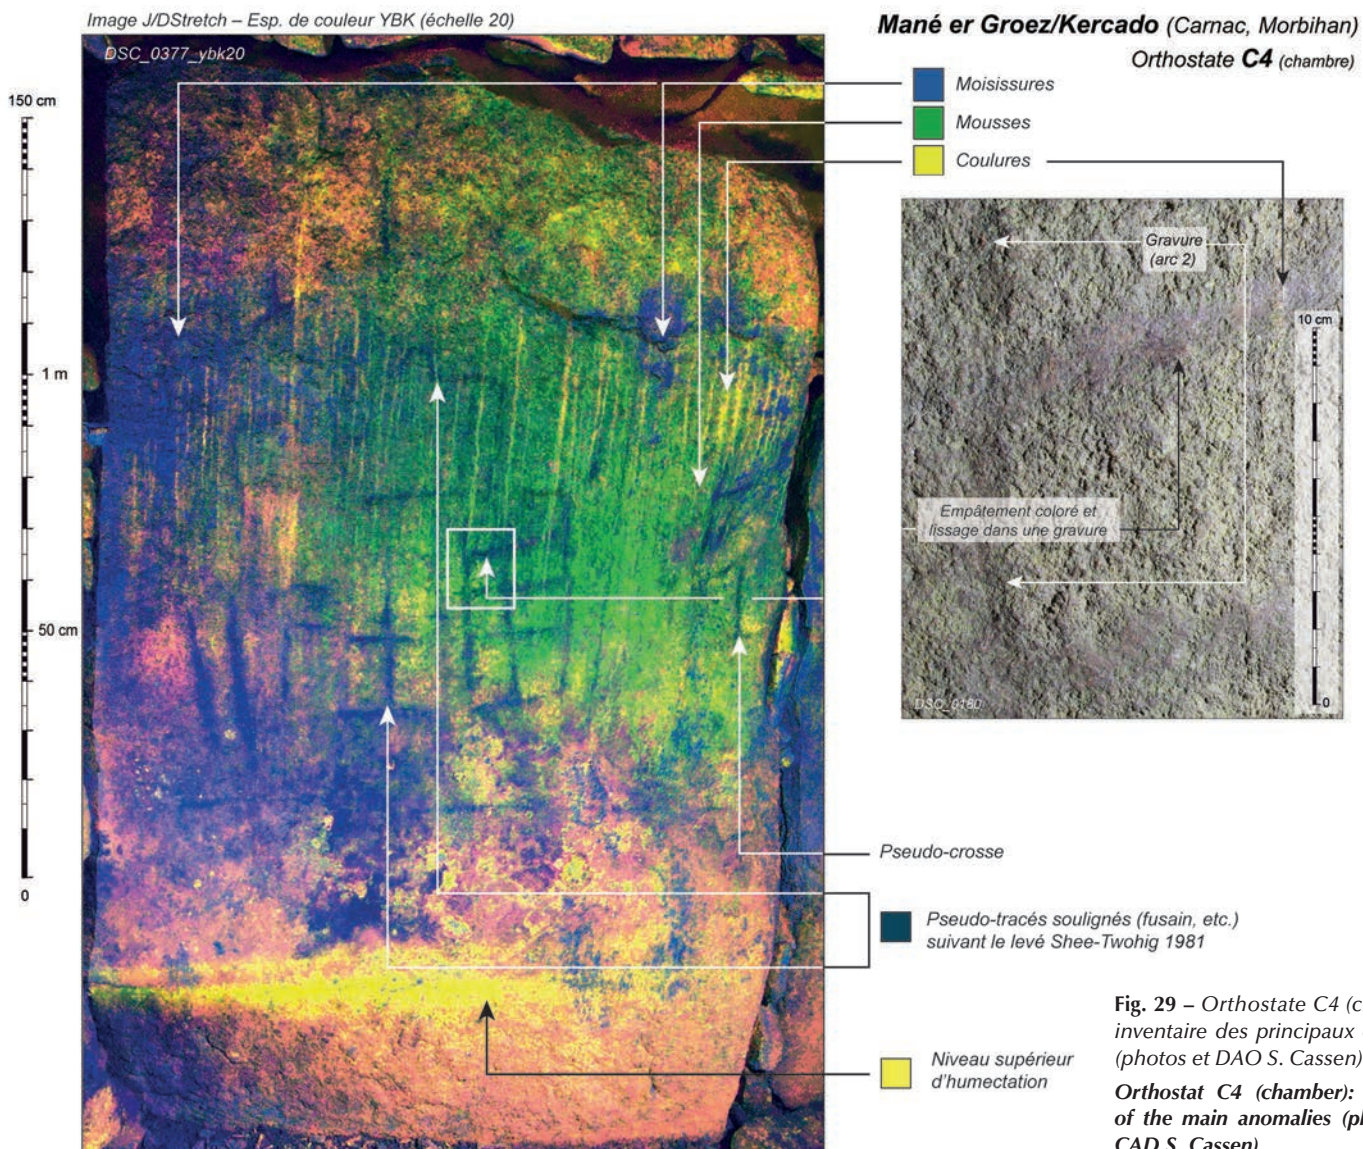 Image J/DStretch – Esp. de couleur YBK (échelle 20)
Mané er Groez/Kercado (Carnac, Morbihan)
Orthostate C4 (chambre)
DSC_0377_ybk20
Moisissures
Mousses
Coulures
150 cm
1 m
50 cm
0
Gravure
(arc 2)
10 cm
Empâtement coloré et
lissage dans une gravure
0
DSC_0180
Pseudo-crosse
Pseudo-tracés soulignés (fusain, etc.)
suivant le levé Shee-Twohig 1981
Niveau supérieur
d'humectation
Fig. 29 – Orthostate C4 (c
inventaire des principaux
(photos et DAO S. Cassen)
Orthostat C4 (chamber):
of the main anomalies (pl
CAD S. Cassen)